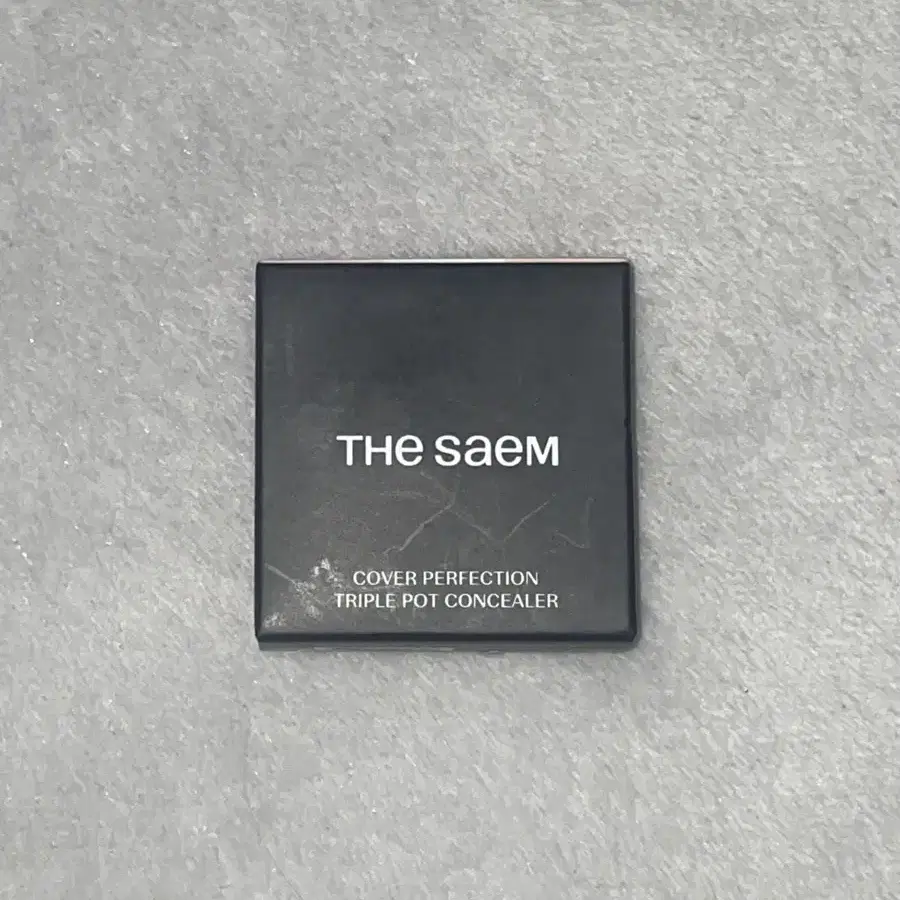 THE SAEM
COVER PERFECTION
TRIPLE POT CONCEALER